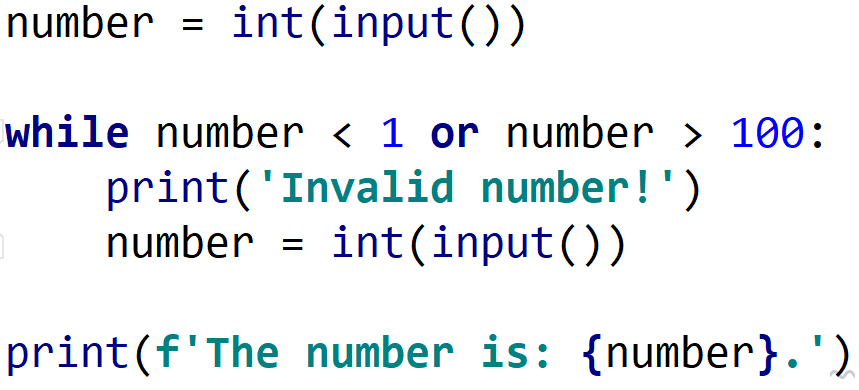 number = int(input())
while number < 1 or number > 100:
    print('Invalid number!')
    number = int(input())
print(f'The number is: {number}.')